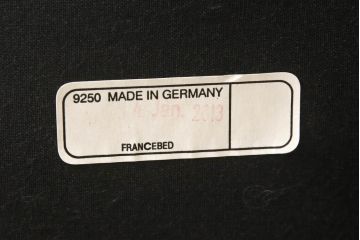 9250 MADE IN GERMANY
Jan. 2013
FRANCEBED